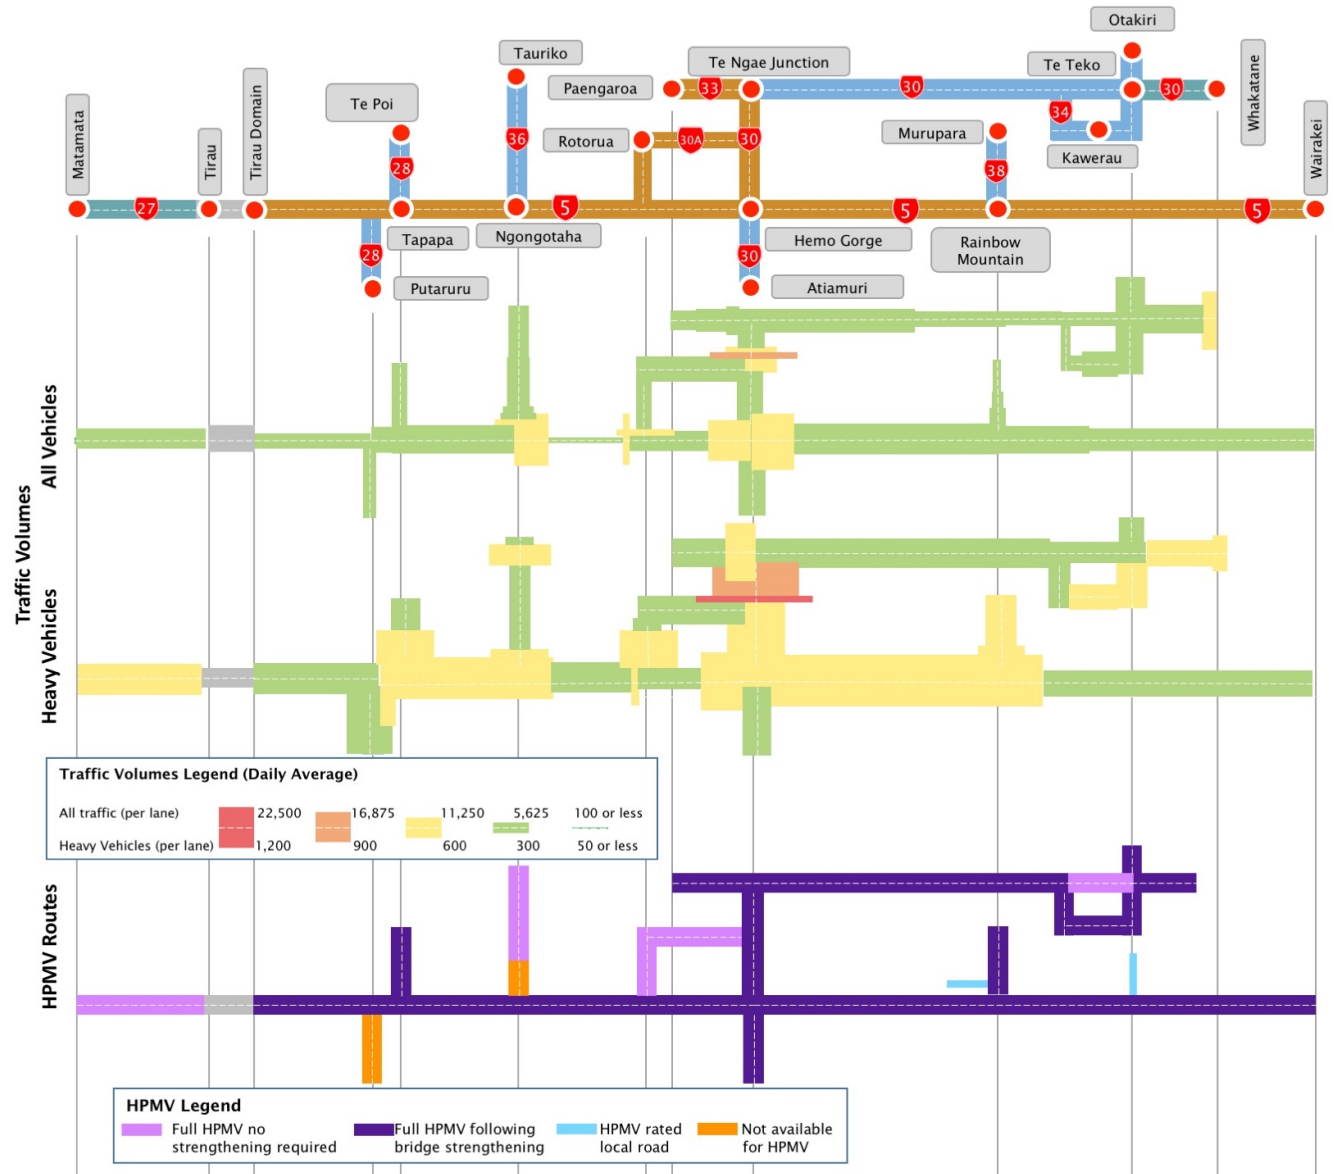 Otakiri
Tauriko
Te Ngae Junction
Te Teko
Whakatane
Matamata
Tirau
Tirau Domain
Te Poi
Paengaroa
33
30
30
34
Wairakei
Rotorua
30A
30
Murupara
Kawerau
36
28
38
27
5
5
5
Tapapa
Ngongotaha
Hemo Gorge
Rainbow
Mountain
28
30
Putaruru
Atiamuri
Traffic Volumes
All Vehicles
Heavy Vehicles
Traffic Volumes Legend (Daily Average)
All traffic (per lane) 22,500 16,875 11,250 5,625 100 or less
Heavy Vehicles (per lane) 1,200 900 600 300 50 or less
HPMV Routes
HPMV Legend
Full HPMV no
strengthening required
Full HPMV following
bridge strengthening
HPMV rated
local road
Not available
for HPMV